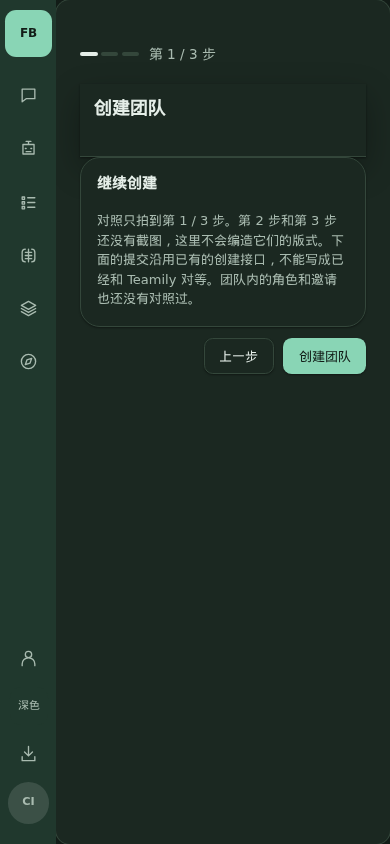 FB
第 1 / 3 步
创建团队
继续创建
对照只拍到第 1 / 3 步。第 2 步和第 3 步
还没有截图，这里不会编造它们的版式。下
面的提交沿用已有的创建接口，不能写成已
经和 Teamily 对等。团队内的角色和邀请
也还没有对照过。
上一步
创建团队
深色
CI